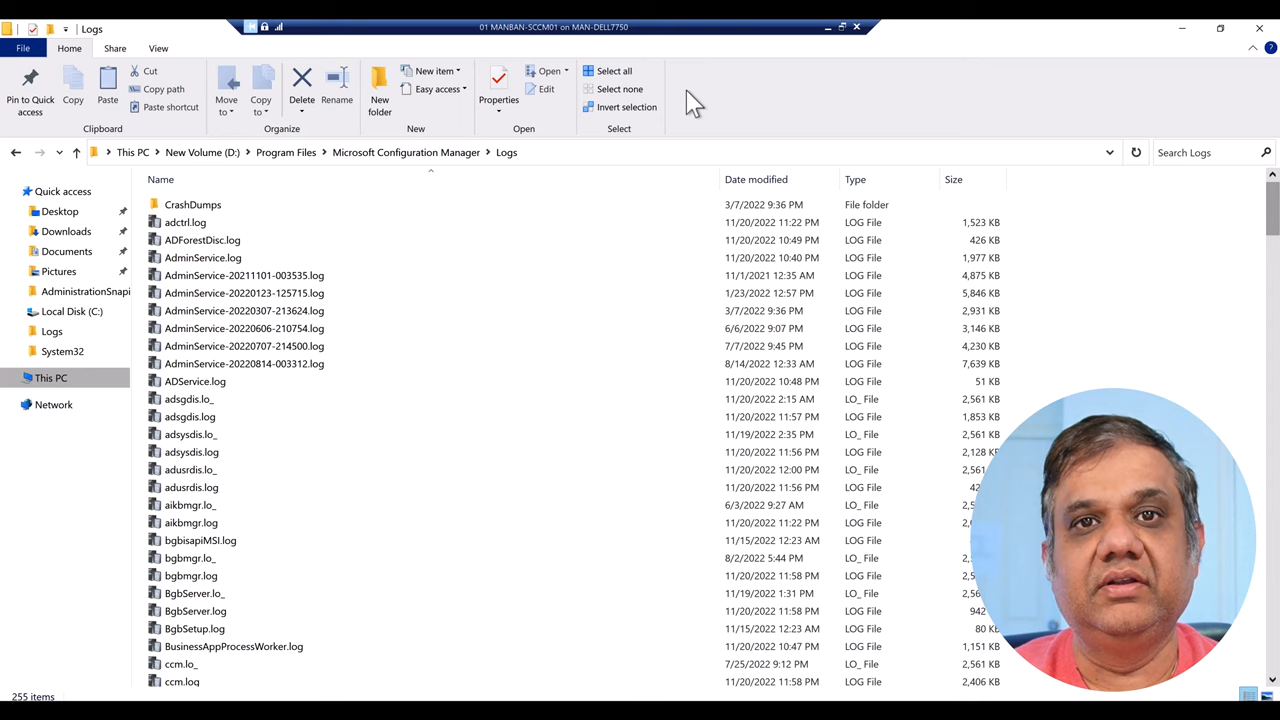 Logs
01 MANBAN-SCCM01 on MAN-DELL7750
File Home Share View
Pin to Quick access
Copy
Paste
Cut
Copy path
Paste shortcut
Clipboard
Move to
Copy to
Delete
Rename
Organize
New folder
New item
Easy access
New
Properties
Open
Edit
Open
Select all
Select none
Invert selection
Select
This PC > New Volume (D:) > Program Files > Microsoft Configuration Manager > Logs
Search Logs
Quick access
Desktop
Downloads
Documents
Pictures
AdministrationSnapi
Local Disk (C:)
Logs
System32
This PC
Network
Name Date modified Type Size
CrashDumps 3/7/2022 9:36 PM File folder
adctrl.log 11/20/2022 11:22 PM LOG File 1,523 KB
ADForestDisc.log 11/20/2022 10:49 PM LOG File 426 KB
AdminService.log 11/20/2022 10:40 PM LOG File 1,977 KB
AdminService-20211101-003535.log 11/1/2021 12:35 AM LOG File 4,875 KB
AdminService-20220123-125715.log 1/23/2022 12:57 PM LOG File 5,846 KB
AdminService-20220307-213624.log 3/7/2022 9:36 PM LOG File 2,931 KB
AdminService-20220606-210754.log 6/6/2022 9:07 PM LOG File 3,146 KB
AdminService-20220707-214500.log 7/7/2022 9:45 PM LOG File 4,230 KB
AdminService-20220814-003312.log 8/14/2022 12:33 AM LOG File 7,639 KB
ADService.log 11/20/2022 10:48 PM LOG File 51 KB
adsgdis.lo_ 11/20/2022 2:15 AM LO_ File 2,561 KB
adsgdis.log 11/20/2022 11:57 PM LOG File 1,853 KB
adsysdis.lo_ 11/19/2022 2:35 PM LO_ File 2,561 KB
adsysdis.log 11/20/2022 11:56 PM LOG File 2,128 KB
adusrdis.lo_ 11/20/2022 12:00 PM LO_ File 2,561
adusrdis.log 11/20/2022 11:56 PM LOG File 42
aikbmgr.lo_ 6/3/2022 9:27 AM LO_ File 2,5
aikbmgr.log 11/20/2022 11:22 PM LOG File 2,
bgbisapiMSI.log 11/15/2022 12:23 AM LOG File
bgbmgr.lo_ 8/2/2022 5:44 PM LO_ File 2,
bgbmgr.log 11/20/2022 11:58 PM LOG File 2,5
BgbServer.lo_ 11/19/2022 1:31 PM LO_ File 2,56
BgbServer.log 11/20/2022 11:58 PM LOG File 942
BgbSetup.log 11/15/2022 12:23 AM LOG File 80 KB
BusinessAppProcessWorker.log 11/20/2022 10:47 PM LOG File 1,151 KB
ccm.lo_ 7/25/2022 9:12 PM LO_ File 2,561 KB
ccm.log 11/20/2022 11:58 PM LOG File 2,406 KB
255 items